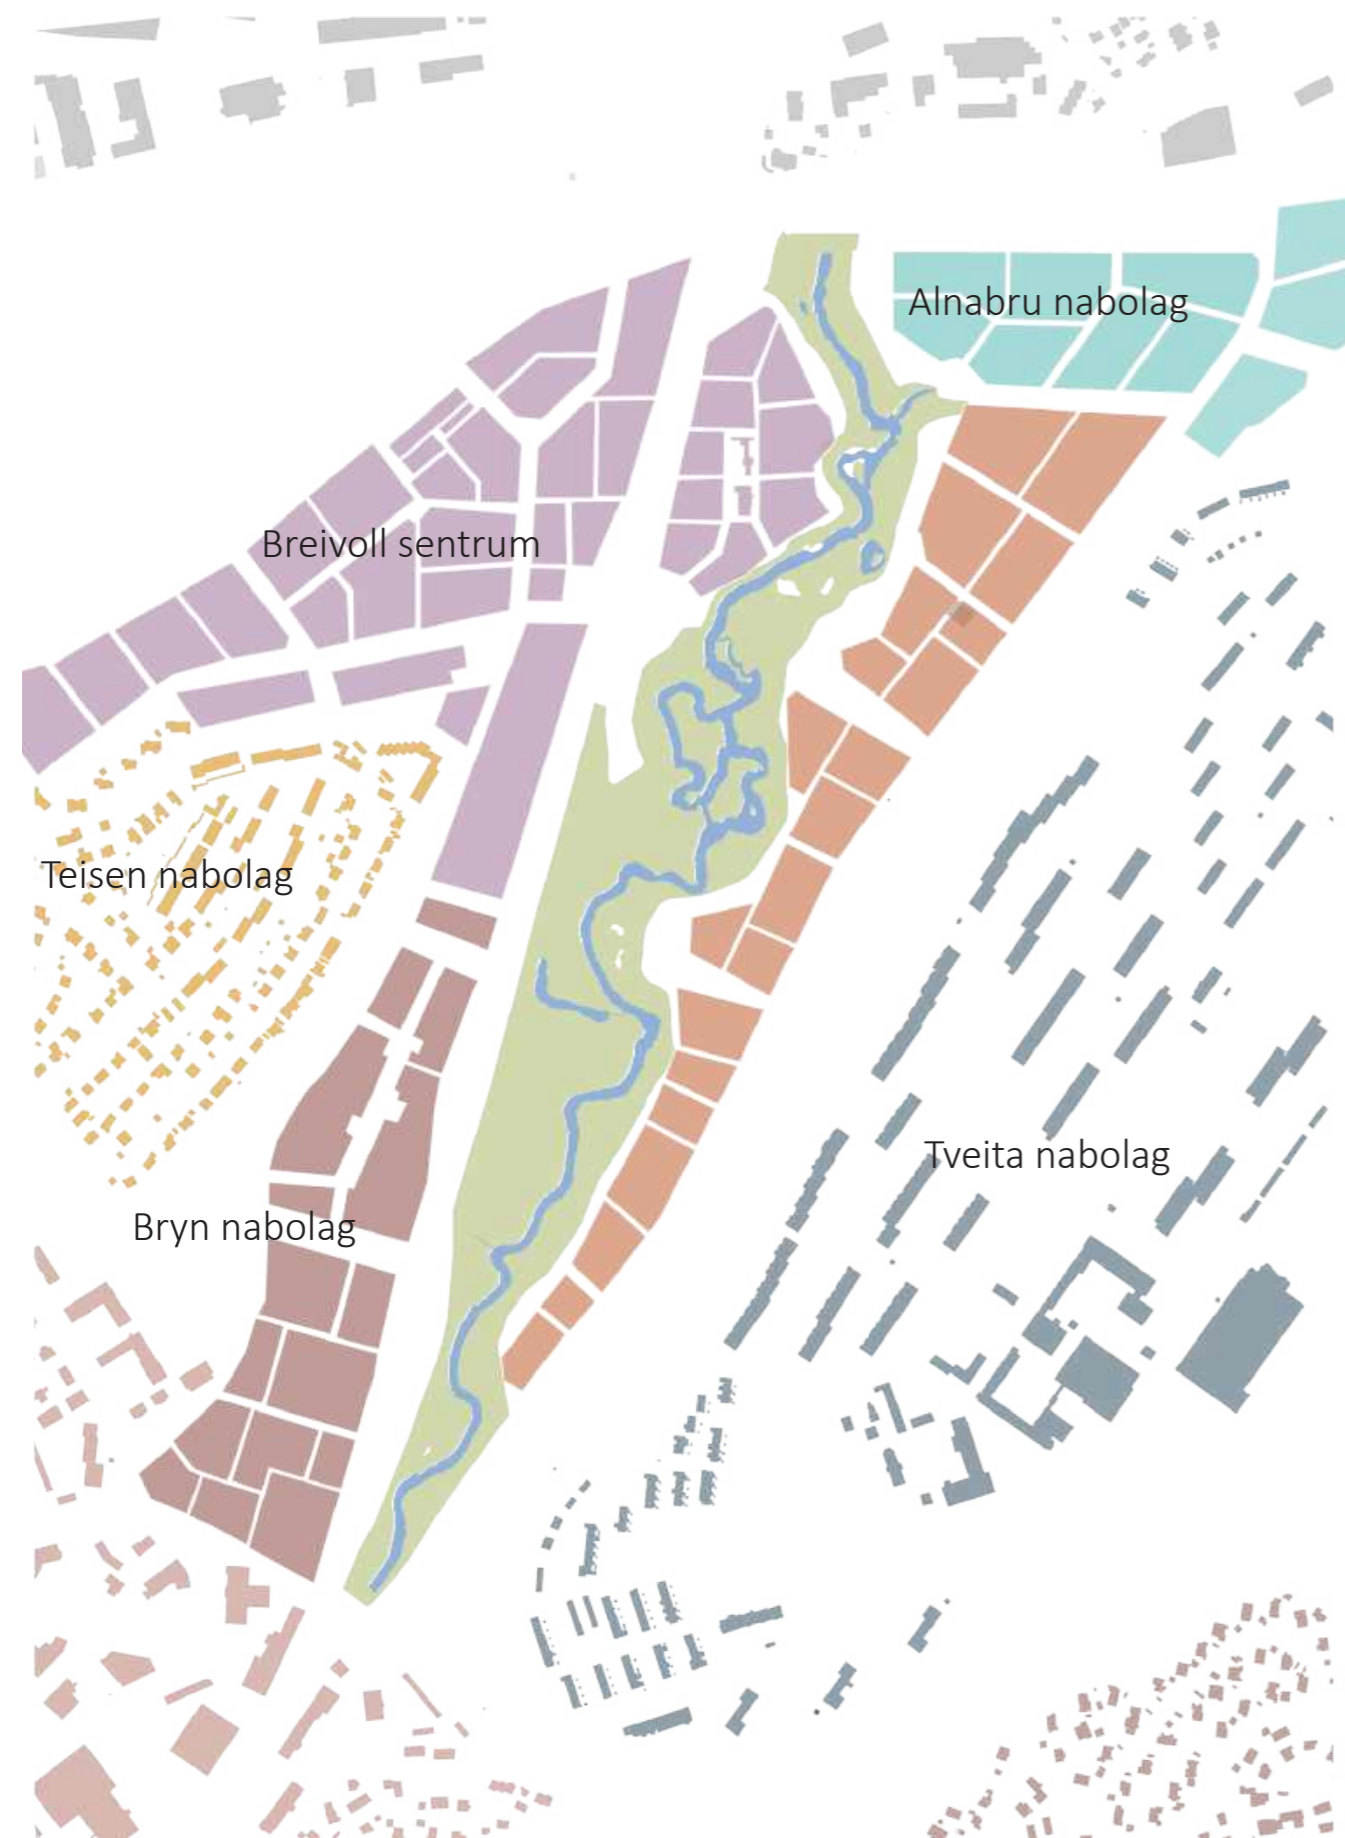 Alnabru nabolag
Breivoll sentrum
Teisen nabolag
Tveita nabolag
Bryn nabolag